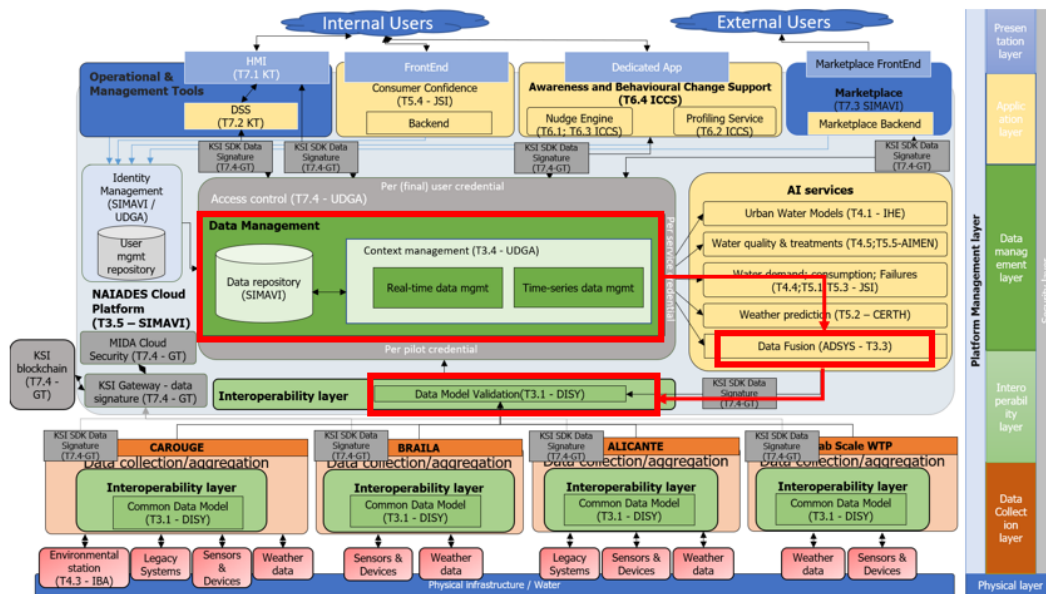 Internal Users
External Users
HMI
(T7.1 KT)
FrontEnd
Dedicated App
Marketplace FrontEnd
Operational &
Management Tools
DSS
(T7.2 KT)
Consumer Confidence
(T5.4 - JSI)
Backend
Awareness and Behavioural Change Support
(T6.4 ICCS)
Nudge Engine
(T6.1; T6.3 ICCS)
Profiling Service
(T6.2 ICCS)
Marketplace
(T7.3 SIMAVI)
Marketplace Backend
KSI SDK Data
Signature
(T7.4-GT)
KSI SDK Data
Signature
(T7.4-GT)
KSI SDK Data
Signature
(T7.4-GT)
KSI SDK Data
Signature
(T7.4-GT)
Identity
Management
(SIMAVI /
UDGA)
User
mgmt
repository
Per (final) user credential
Access control (T7.4 - UDGA)
Data Management
Context management (T3.4 - UDGA)
Data repository
(SIMAVI)
Real-time data mgmt
Time-series data mgmt
Per service credential
Per pilot credential
AI services
Urban Water Models (T4.1 - IHE)
Water quality & treatments (T4.5;T5.5-AIMEN)
Water demand; consumption; Failures
(T4.4;T5.1;T5.3 - JSI)
Weather prediction (T5.2 – CERTH)
Data Fusion (ADSYS - T3.3)
NAIADES Cloud
Platform
(T3.5 – SIMAVI)
MIDA Cloud
Security (T7.4 - GT)
KSI
blockchain
(T7.4 -
GT)
KSI Gateway - data
signature (T7.4 - GT)
Interoperability layer
Data Model Validation(T3.1 - DISY)
KSI SDK Data
Signature
(T7.4-GT)
KSI SDK Data
Signature
(T7.4-GT)
CAROUGE
Data collection/aggregation
Interoperability layer
Common Data Model
(T3.1 - DISY)
KSI SDK Data
Signature
(T7.4-GT)
BRAILA
Data collection/aggregation
Interoperability layer
Common Data Model
(T3.1 - DISY)
KSI SDK Data
Signature
(T7.4-GT)
ALICANTE
Data collection/aggregation
Interoperability layer
Common Data Model
(T3.1 - DISY)
KSI SDK Data
Signature
(T7.4-GT)
Scale WTP
Data collection/aggregation
Interoperability layer
Common Data Model
(T3.1 - DISY)
Environmental
station
(T4.3 - IBA)
Legacy
Systems
Sensors
&
Devices
Weather
data
Sensors &
Devices
Weather
data
Legacy
Systems
Sensors &
Devices
Weather
data
Weather
data
Sensors &
Devices
Physical infrastructure / Water
Platform Management layer
Presen
tation
layer
Applic
ation
layer
Data
manag
ement
layer
Intero
perabil
ity
layer
Data
Collect
ion
layer
Physical layer